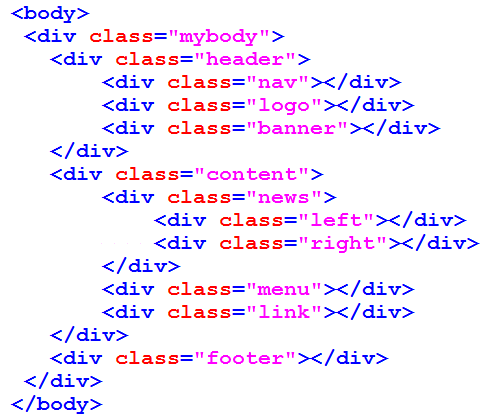 <body>
<div class="mybody">
<div class="header">
<div class="nav"></div>
<div class="logo"></div>
<div class="banner"></div>
</div>
<div class="content">
<div class="news">
<div class="left"></div>
<div class="right"></div>
</div>
<div class="menu"></div>
<div class="link"></div>
</div>
<div class="footer"></div>
</div>
</body>